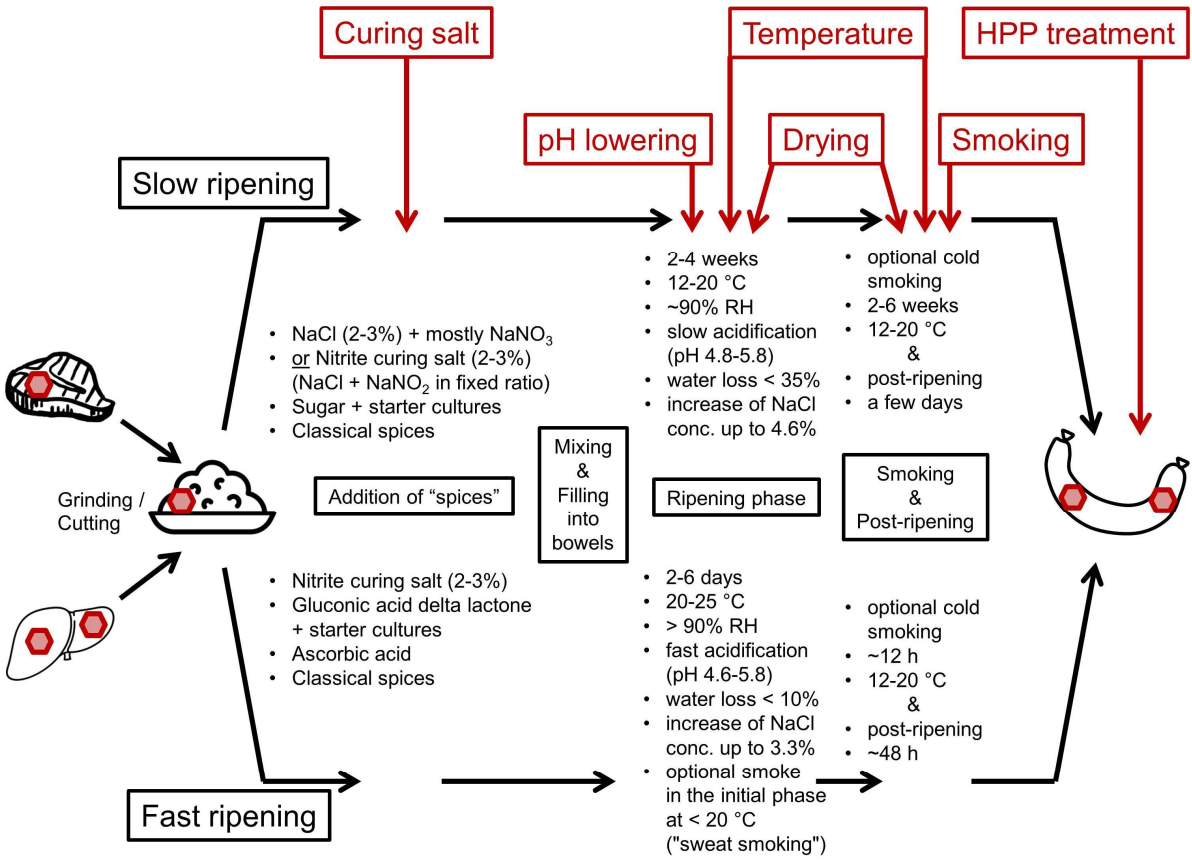 Curing salt
Temperature
HPP treatment
pH lowering
Drying
Smoking
Slow ripening
• NaCl (2-3%) + mostly NaNO₃
• or Nitrite curing salt (2-3%)
(NaCl + NaNO₂ in fixed ratio)
• Sugar + starter cultures
• Classical spices
• 2-4 weeks
• 12-20 °C
• ~90% RH
• slow acidification
(pH 4.8-5.8)
• water loss < 35%
• increase of NaCl
conc. up to 4.6%
• optional cold
smoking
• 2-6 weeks
• 12-20 °C
&
• post-ripening
• a few days
Grinding /
Cutting
Addition of “spices”
Mixing
&
Filling
into
bowels
Ripening phase
Smoking
&
Post-ripening
• Nitrite curing salt (2-3%)
• Gluconic acid delta lactone
+ starter cultures
• Ascorbic acid
• Classical spices
• 2-6 days
• 20-25 °C
• > 90% RH
• fast acidification
(pH 4.6-5.8)
• water loss < 10%
• increase of NaCl
conc. up to 3.3%
• optional smoke
in the initial phase
at < 20 °C
("sweat smoking")
• optional cold
smoking
• ~12 h
• 12-20 °C
&
• post-ripening
• ~48 h
Fast ripening